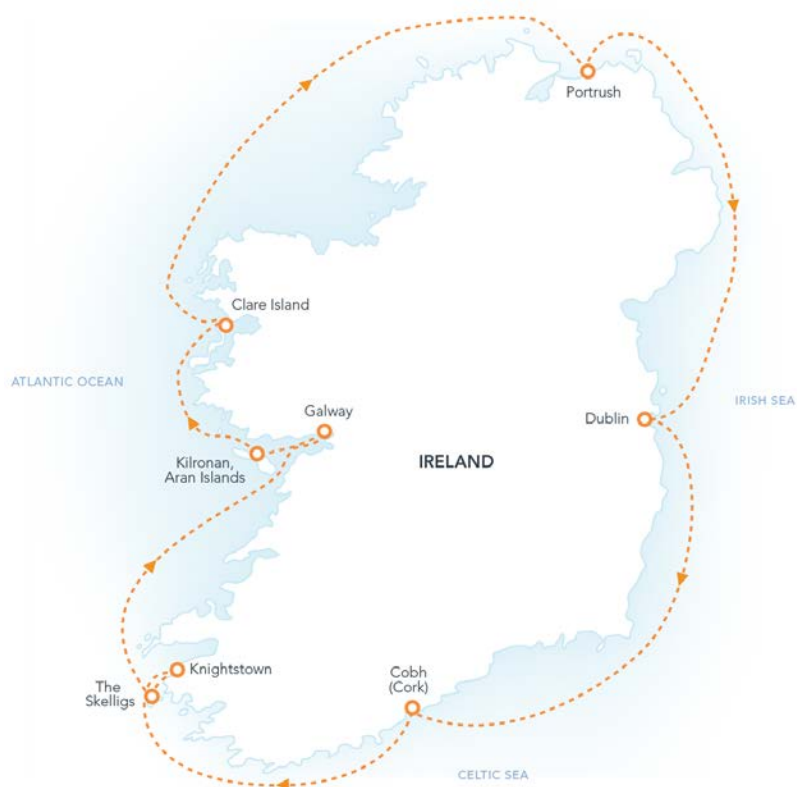 Portrush
Clare Island
ATLANTIC OCEAN
IRISH SEA
Galway
Dublin
Kilronan,
Aran Islands
IRELAND
Knightstown
The
Skelligs
Cobh
(Cork)
CELTIC SEA